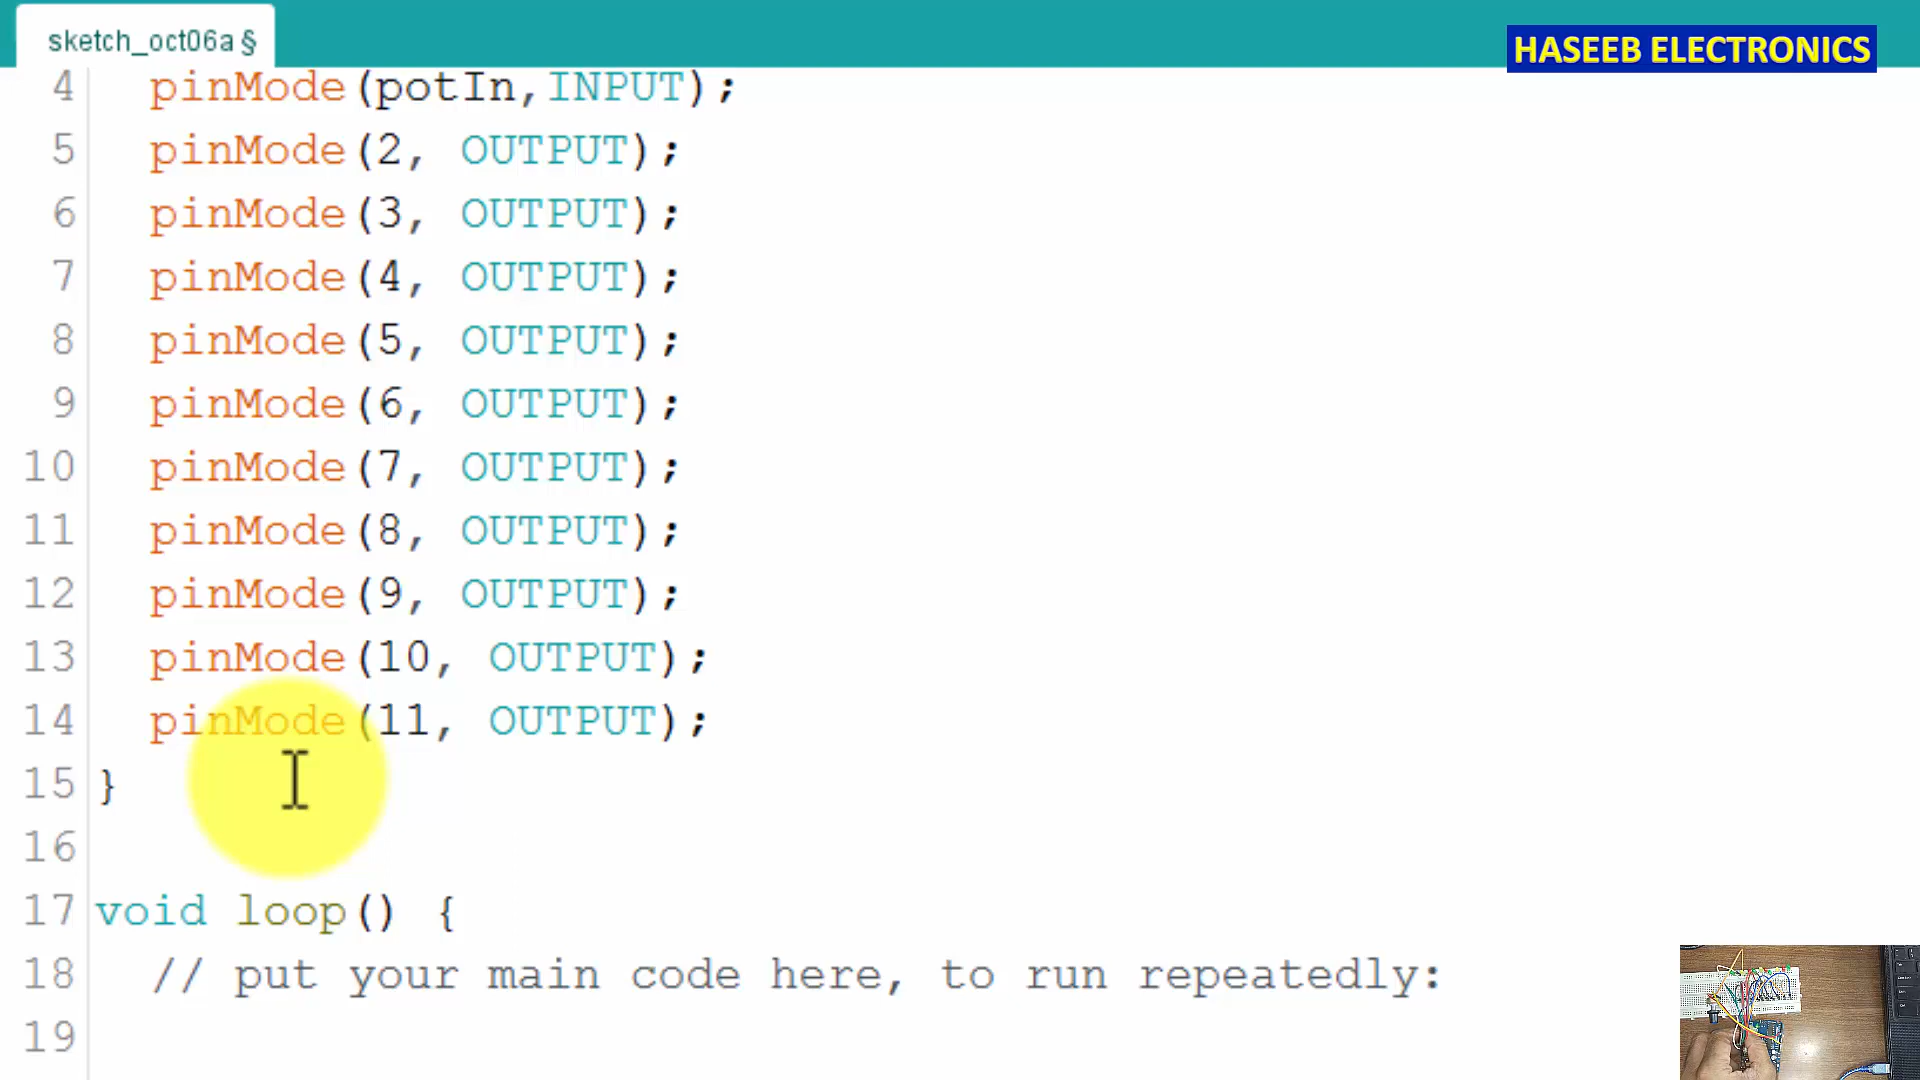 sketch_oct06a §
HASEEB ELECTRONICS
4 pinMode(potIn,INPUT);
5 pinMode(2, OUTPUT);
6 pinMode(3, OUTPUT);
7 pinMode(4, OUTPUT);
8 pinMode(5, OUTPUT);
9 pinMode(6, OUTPUT);
10 pinMode(7, OUTPUT);
11 pinMode(8, OUTPUT);
12 pinMode(9, OUTPUT);
13 pinMode(10, OUTPUT);
14 pinMode(11, OUTPUT);
15 }
16
17 void loop() {
18 // put your main code here, to run repeatedly:
19